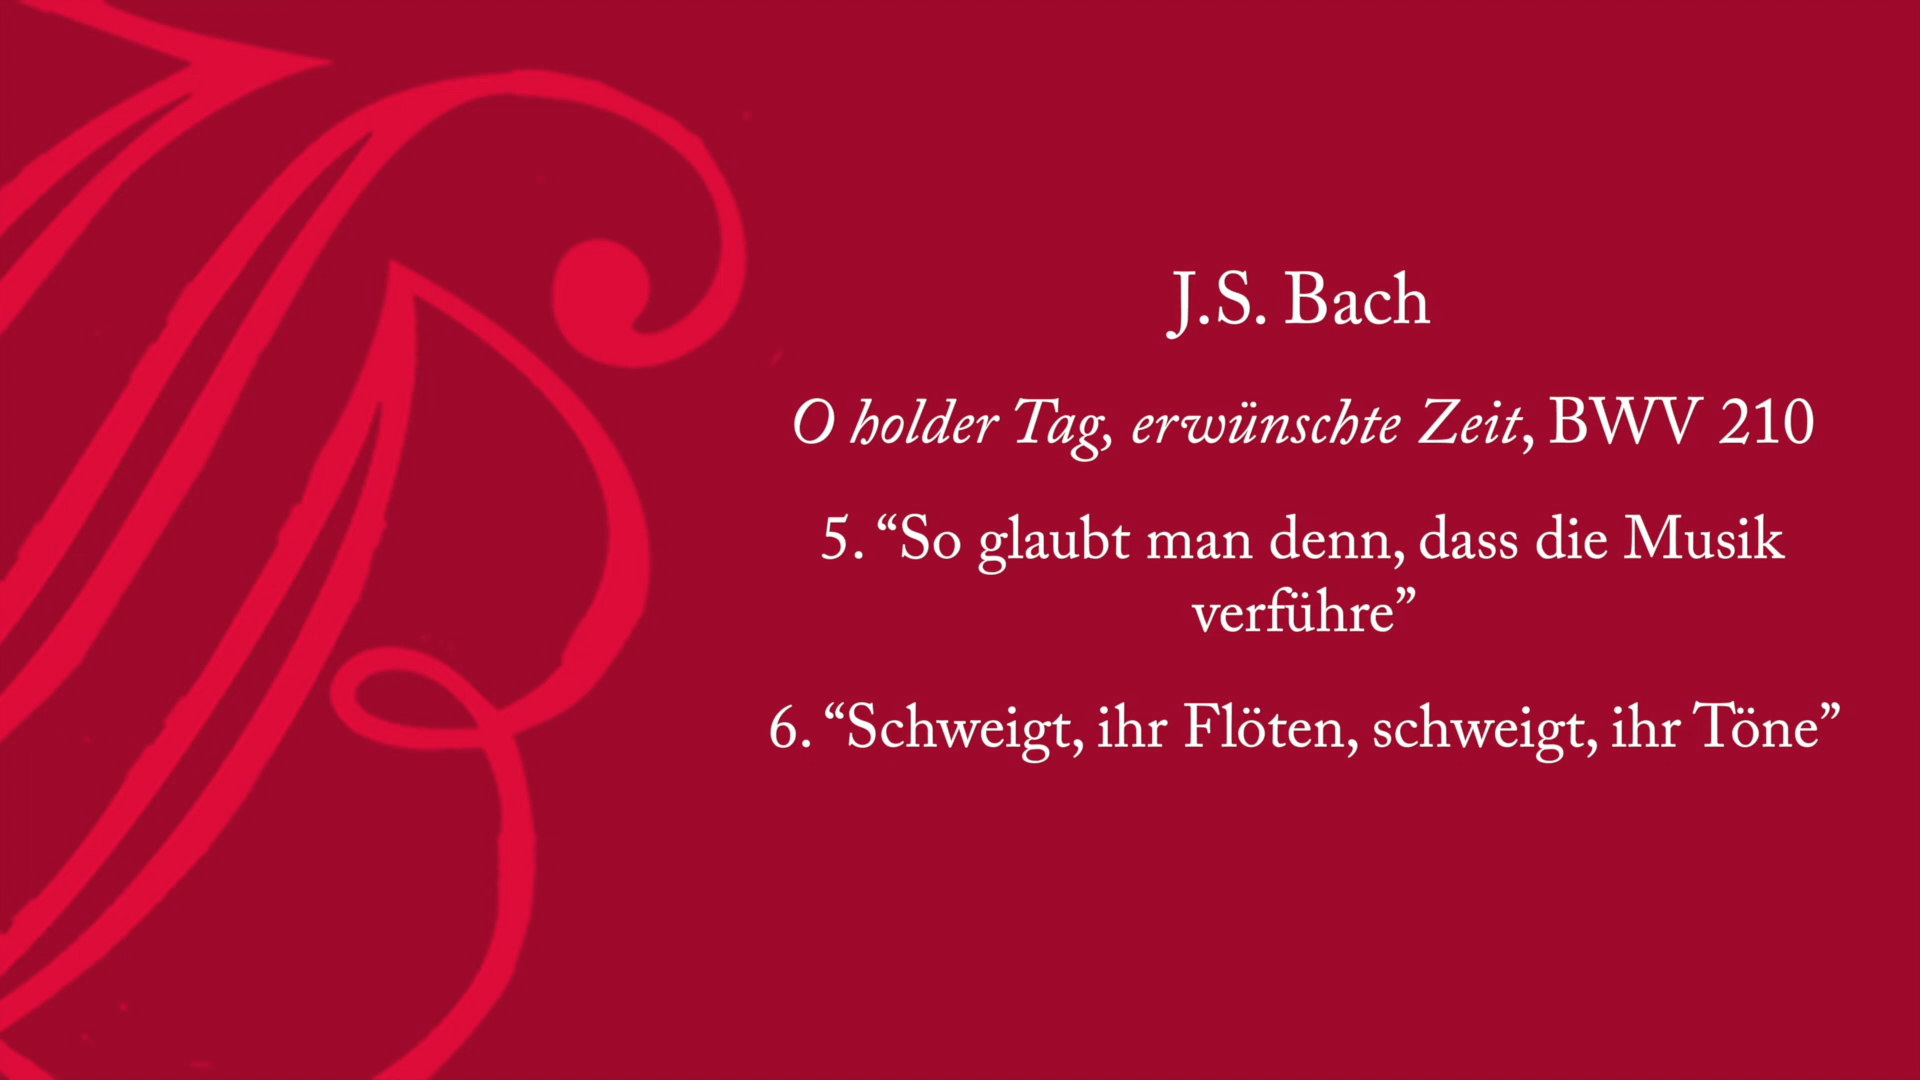 J.S. Bach
O holder Tag, erwünschte Zeit, BWV 210
5. “So glaubt man denn, dass die Musik
verführe”
6. “Schweigt, ihr Flöten, schweigt, ihr Töne”